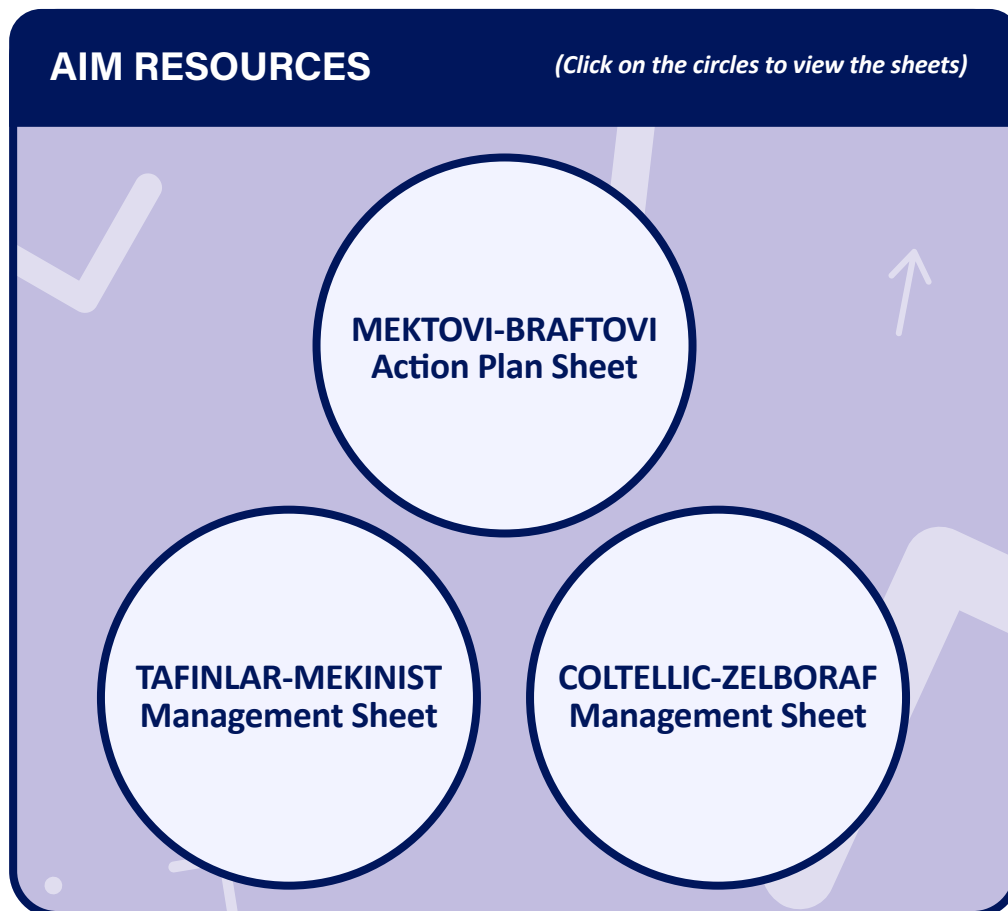 AIM RESOURCES
(Click on the circles to view the sheets)
MEKTOVI-BRAFTOVI
Action Plan Sheet
TAFINLAR-MEKINIST
Management Sheet
COLTELLIC-ZELBORAF
Management Sheet